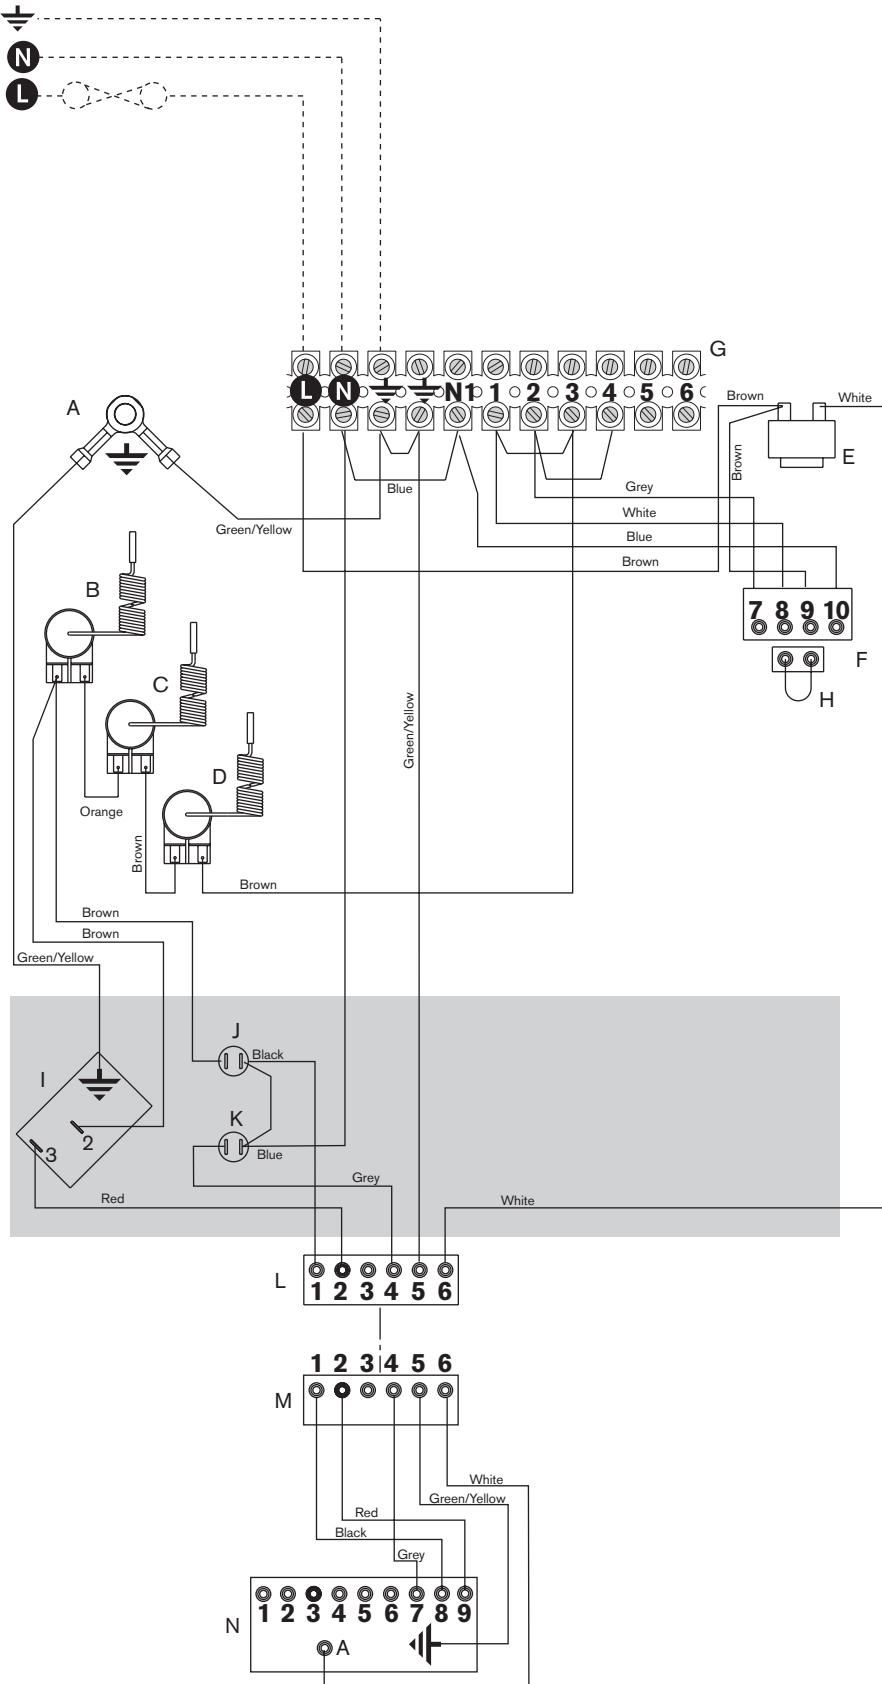 N
L
G
L N N1 1 2 3 4 5 6
A
Brown
White
E
Brown
Blue
Grey
White
Green/Yellow
Blue
Brown
B
7 8 9 10
F
C
H
Green/Yellow
D
Orange
Brown
Brown
Brown
Brown
Green/Yellow
J
Black
I
K
2
3
Blue
Grey
Red
White
L
1 2 3 4 5 6
1 2 3 4 5 6
M
White
Green/Yellow
Red
Black
Grey
1 2 3 4 5 6 7 8 9
N
A